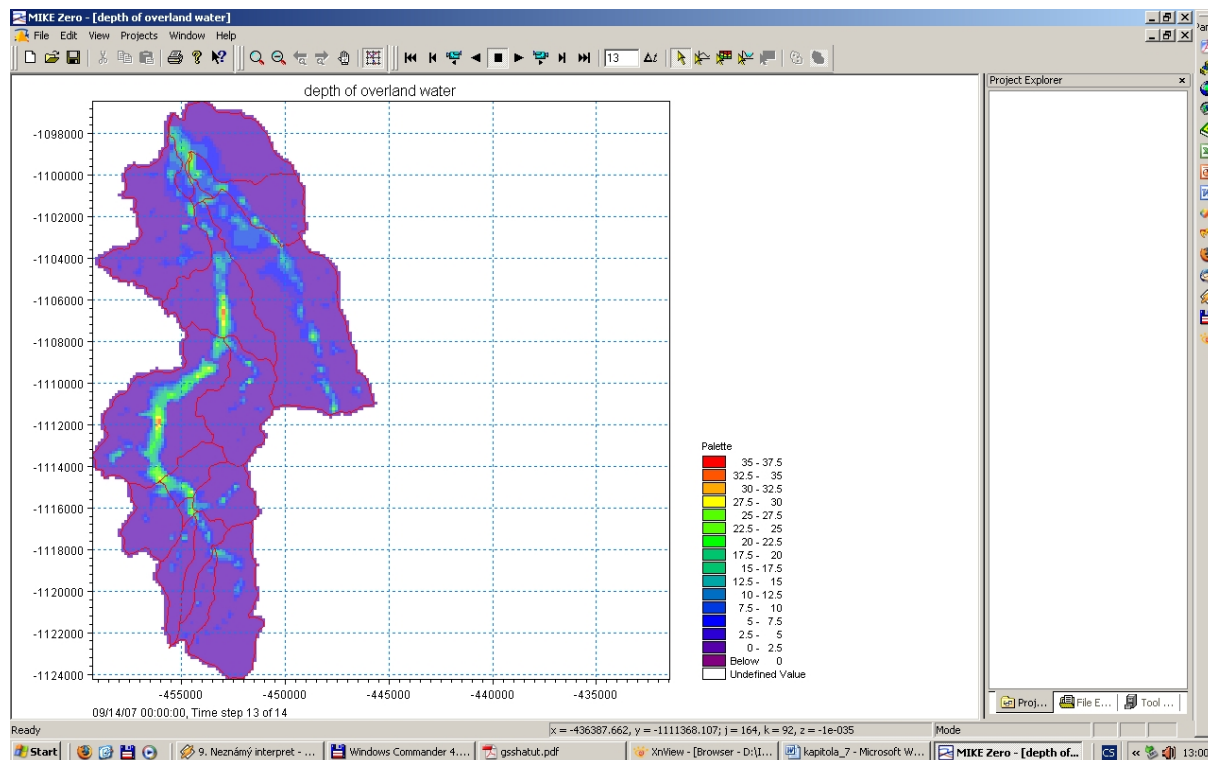 MIKE Zero - [depth of overland water]
File Edit View Projects Window Help
13
Δt
depth of overland water
-1098000
-1100000
-1102000
-1104000
-1106000
-1108000
-1110000
-1112000
-1114000
-1116000
-1118000
-1120000
-1122000
-1124000
-455000 -450000 -445000 -440000 -435000
09/14/07 00:00:00, Time step 13 of 14
Palette
35 - 37.5
32.5 - 35
30 - 32.5
27.5 - 30
25 - 27.5
22.5 - 25
20 - 22.5
17.5 - 20
15 - 17.5
12.5 - 15
10 - 12.5
7.5 - 10
5 - 7.5
2.5 - 5
0 - 2.5
Below 0
Undefined Value
Project Explorer
Proj... File E... Tool ...
Ready
x = -436387.662, y = -1111368.107; j = 164, k = 92, z = -1e-035
Mode
Start
9. Neznámý interpret - ...
Windows Commander 4....
gsshatut.pdf
XnView - [Browser - D:\I...
kapitola_7 - Microsoft W...
MIKE Zero - [depth of...
CS
13:00